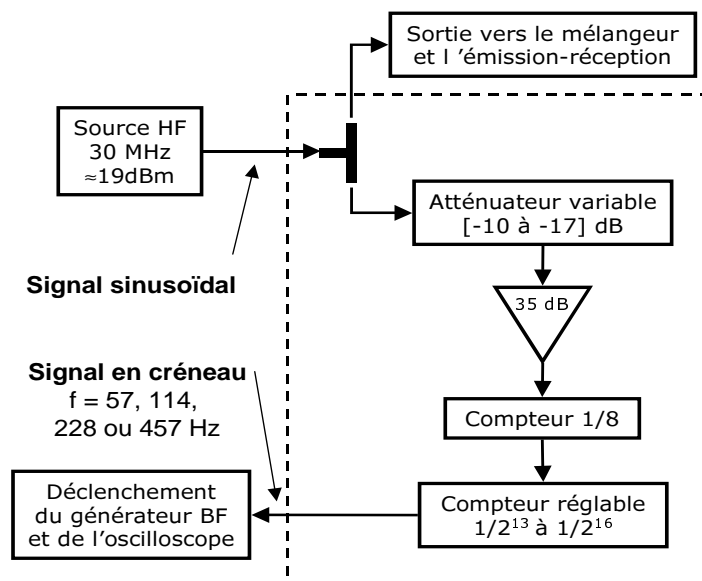 Sortie vers le mélangeur
et l ’émission-réception
Source HF
30 MHz
≈19dBm
Atténuateur variable
[-10 à -17] dB
Signal sinusoïdal
35 dB
Signal en créneau
f = 57, 114,
228 ou 457 Hz
Compteur 1/8
Déclenchement
du générateur BF
et de l'oscilloscope
Compteur réglable
1/2¹³ à 1/2¹⁶